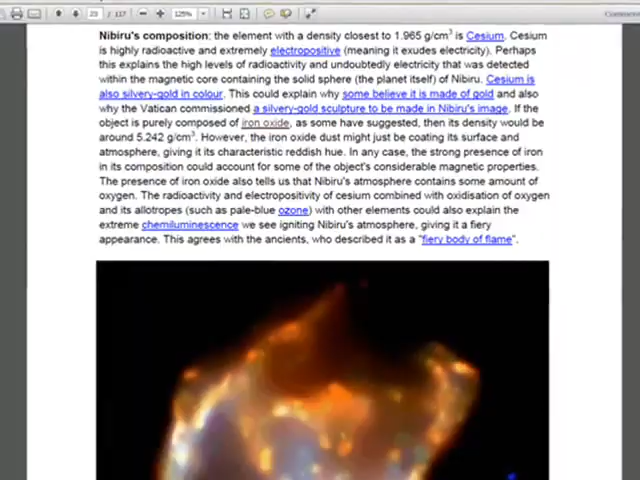 23 / 117
125%
Nibiru's composition: the element with a density closest to 1.965 g/cm³ is Cesium. Cesium
is highly radioactive and extremely electropositive (meaning it exudes electricity). Perhaps
this explains the high levels of radioactivity and undoubtedly electricity that was detected
within the magnetic core containing the solid sphere (the planet itself) of Nibiru. Cesium is
also silvery-gold in colour. This could explain why some believe it is made of gold and also
why the Vatican commissioned a silvery-gold sculpture to be made in Nibiru's image. If the
object is purely composed of iron oxide, as some have suggested, then its density would be
around 5.242 g/cm³. However, the iron oxide dust might just be coating its surface and
atmosphere, giving it its characteristic reddish hue. In any case, the strong presence of iron
in its composition could account for some of the object's considerable magnetic properties.
The presence of iron oxide also tells us that Nibiru's atmosphere contains some amount of
oxygen. The radioactivity and electropositivity of cesium combined with oxidisation of oxygen
and its allotropes (such as pale-blue ozone) with other elements could also explain the
extreme chemiluminescence we see igniting Nibiru's atmosphere, giving it a fiery
appearance. This agrees with the ancients, who described it as a "fiery body of flame".